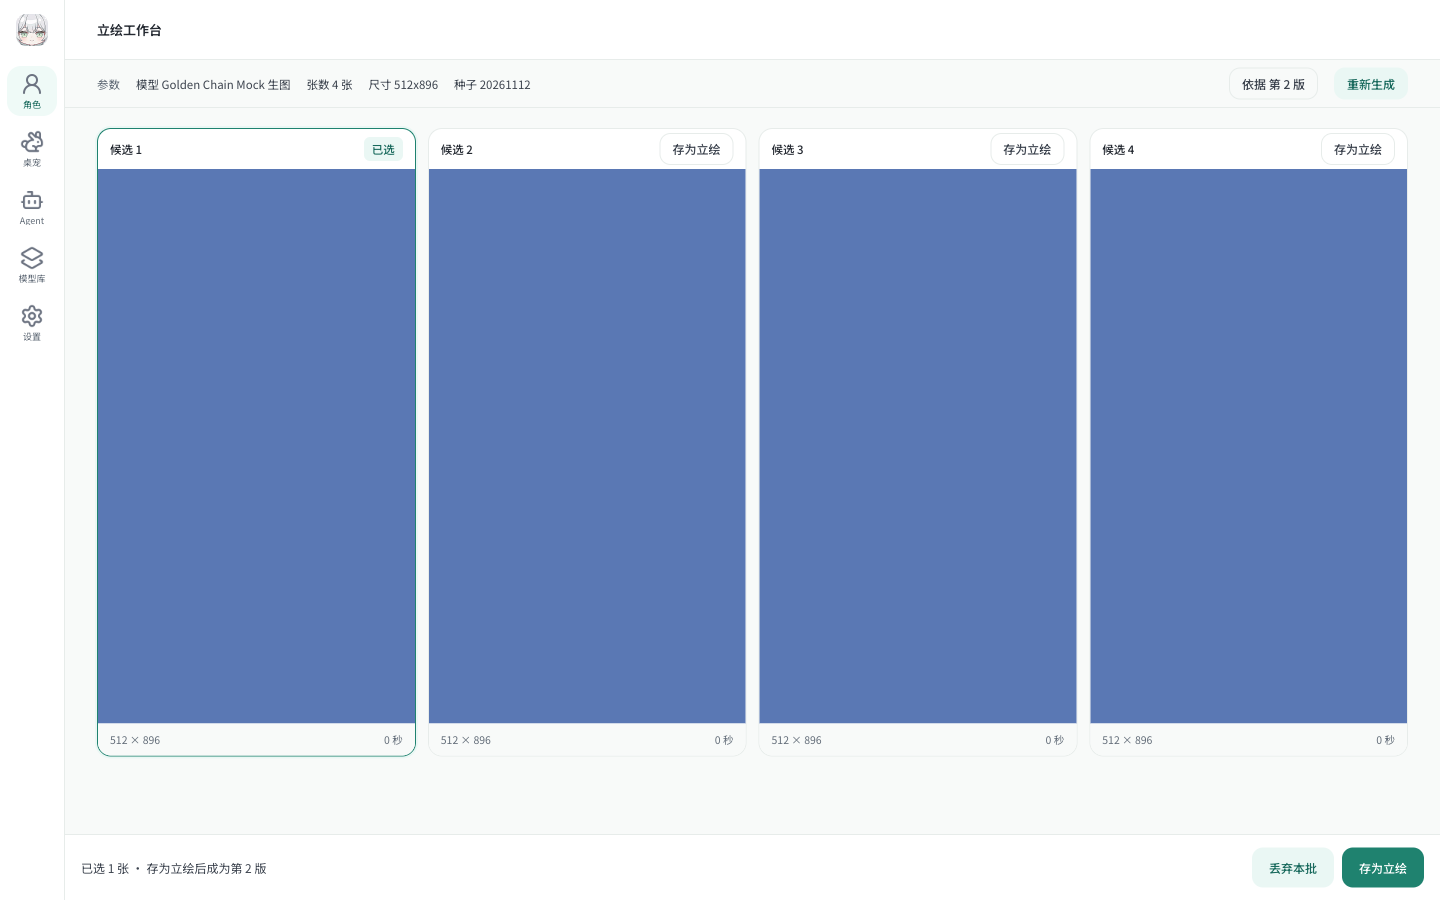 立绘工作台
角色
桌宠
Agent
模型库
设置
参数 模型 Golden Chain Mock 生图 张数 4 张 尺寸 512x896 种子 20261112 依据 第 2 版 重新生成
候选 1 已选
候选 2 存为立绘
候选 3 存为立绘
候选 4 存为立绘
512 × 896 0 秒
512 × 896 0 秒
512 × 896 0 秒
512 × 896 0 秒
已选 1 张 · 存为立绘后成为第 2 版 丢弃本批 存为立绘